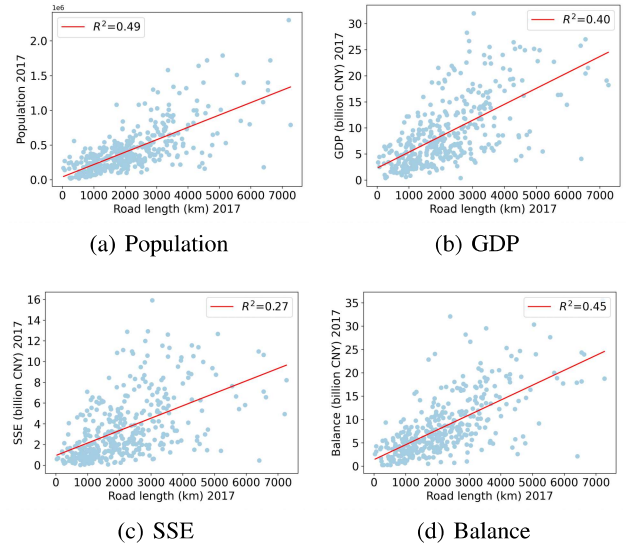 1e6
R²=0.49
2.0
1.5
1.0
0.5
0.0
Population 2017
0 1000 2000 3000 4000 5000 6000 7000
Road length (km) 2017
(a) Population
R²=0.40
30
25
20
15
10
5
0
GDP (billion CNY) 2017
0 1000 2000 3000 4000 5000 6000 7000
Road length (km) 2017
(b) GDP
R²=0.27
16
14
12
10
8
6
4
2
0
SSE (billion CNY) 2017
0 1000 2000 3000 4000 5000 6000 7000
Road length (km) 2017
(c) SSE
R²=0.45
35
30
25
20
15
10
5
0
Balance (billion CNY) 2017
0 1000 2000 3000 4000 5000 6000 7000
Road length (km) 2017
(d) Balance